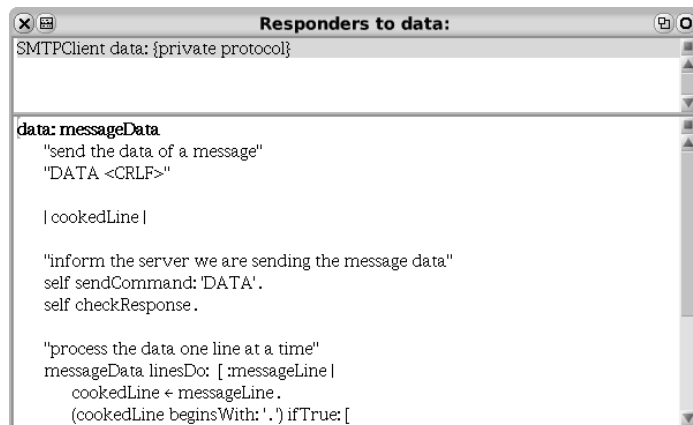 Responders to data:
SMTPClient data: {private protocol}
data: messageData
"send the data of a message"
"DATA <CRLF>"
| cookedLine |
"inform the server we are sending the message data"
self sendCommand: 'DATA'.
self checkResponse.
"process the data one line at a time"
messageData linesDo: [ :messageLine |
cookedLine ← messageLine.
(cookedLine beginsWith: '.') ifTrue: [